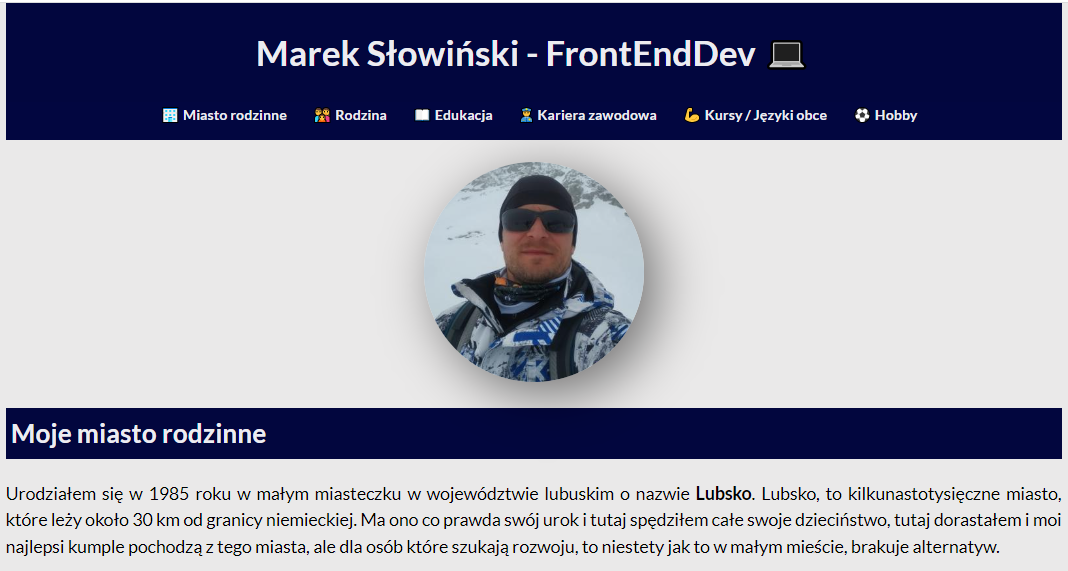 Marek Słowiński - FrontEndDev 💻
🏢 Miasto rodzinne 👨‍👩‍👧‍👦 Rodzina 📖 Edukacja 👮‍♂️ Kariera zawodowa 💪 Kursy / Języki obce ⚽ Hobby
Moje miasto rodzinne
Urodziałem się w 1985 roku w małym miasteczku w województwie lubuskim o nazwie Lubsko. Lubsko, to kilkunastotysięczne miasto,
które leży około 30 km od granicy niemieckiej. Ma ono co prawda swój urok i tutaj spędziłem całe swoje dzieciństwo, tutaj dorastałem i moi
najlepsi kumple pochodzą z tego miasta, ale dla osób które szukają rozwoju, to niestety jak to w małym mieście, brakuje alternatyw.